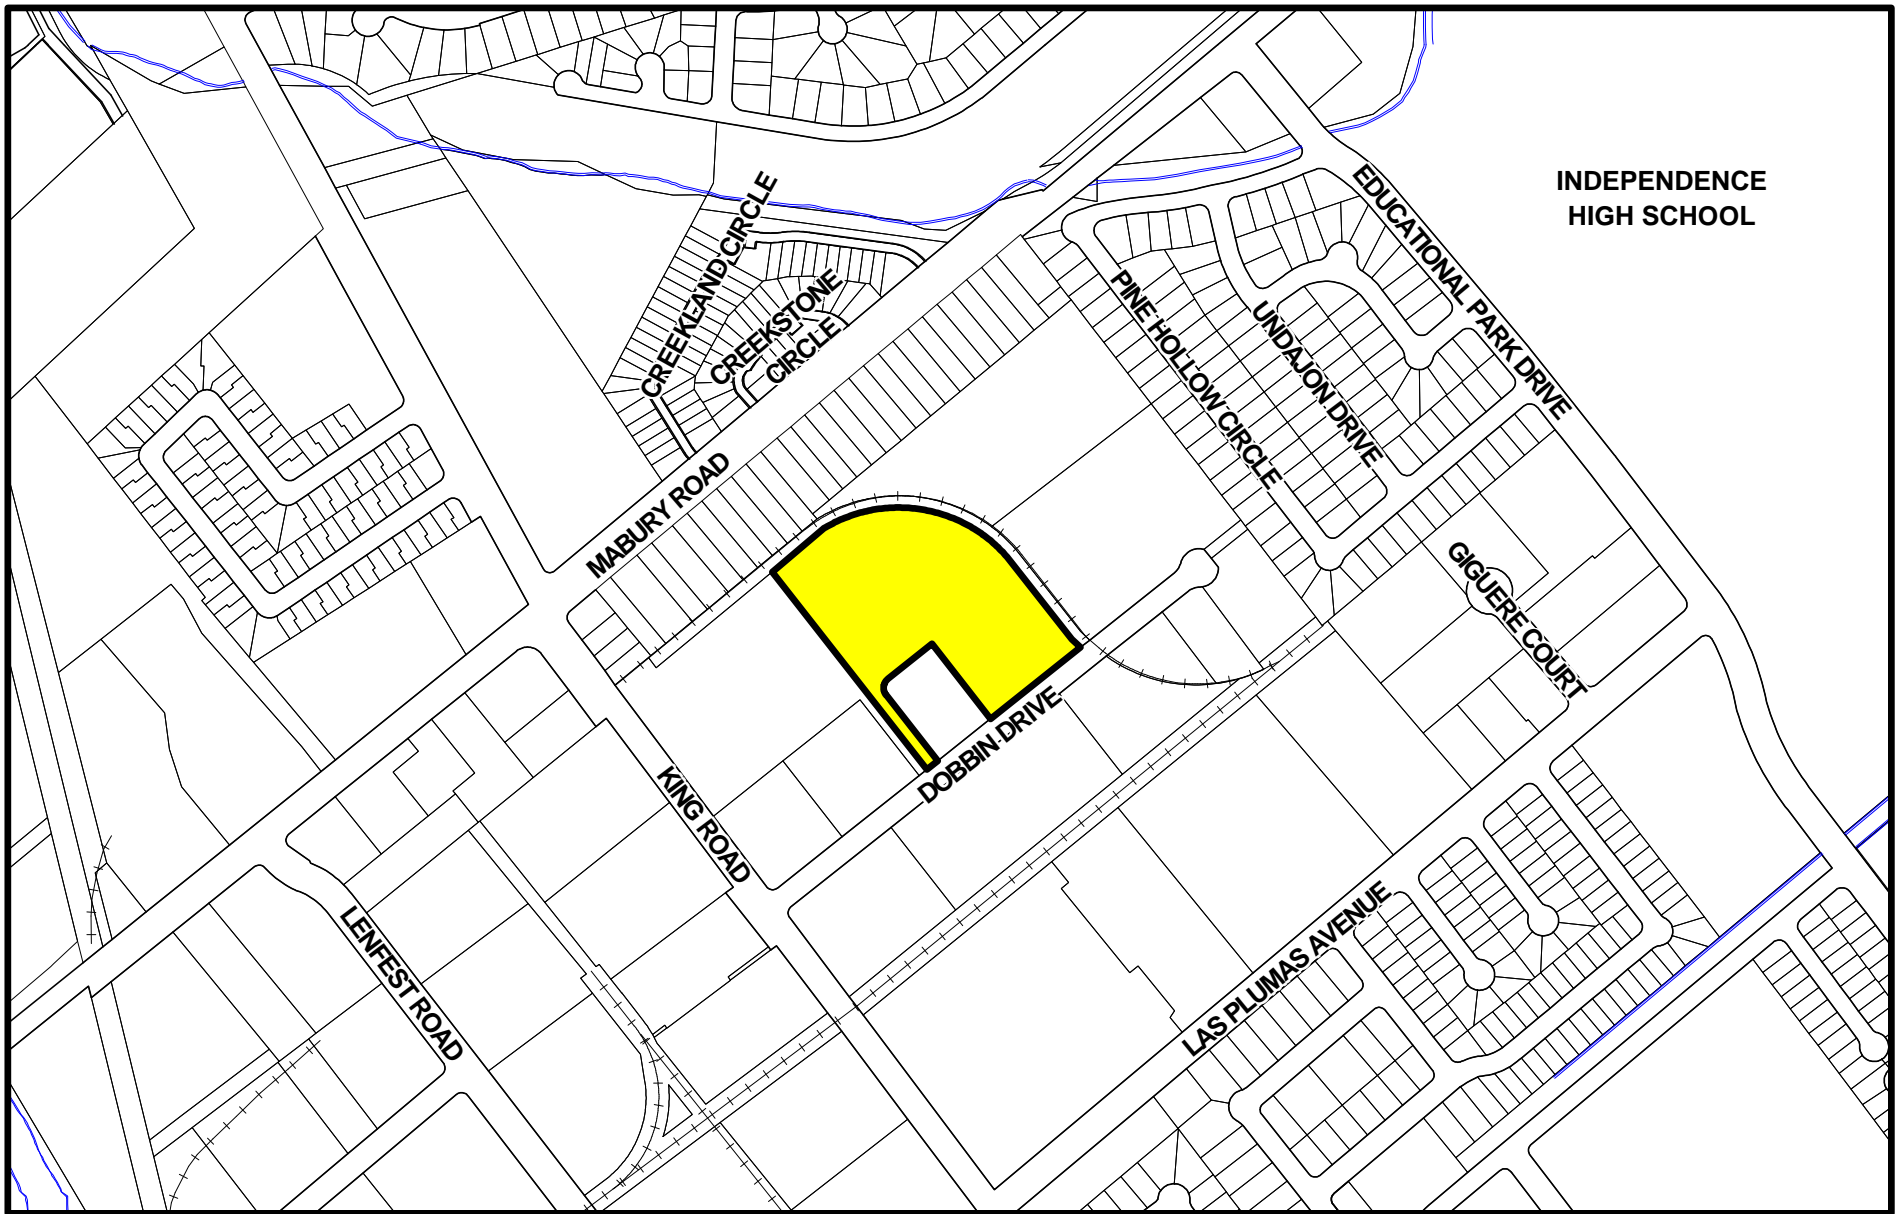 INDEPENDENCE
HIGH SCHOOL
EDUCATIONAL PARK DRIVE
CREEKLAND CIRCLE
CREEKSTONE
CIRCLE
PINE HOLLOW CIRCLE
UNDAJON DRIVE
MABURY ROAD
GIGUERE COURT
DOBBIN DRIVE
KING ROAD
LENFEST ROAD
LAS PLUMAS AVENUE